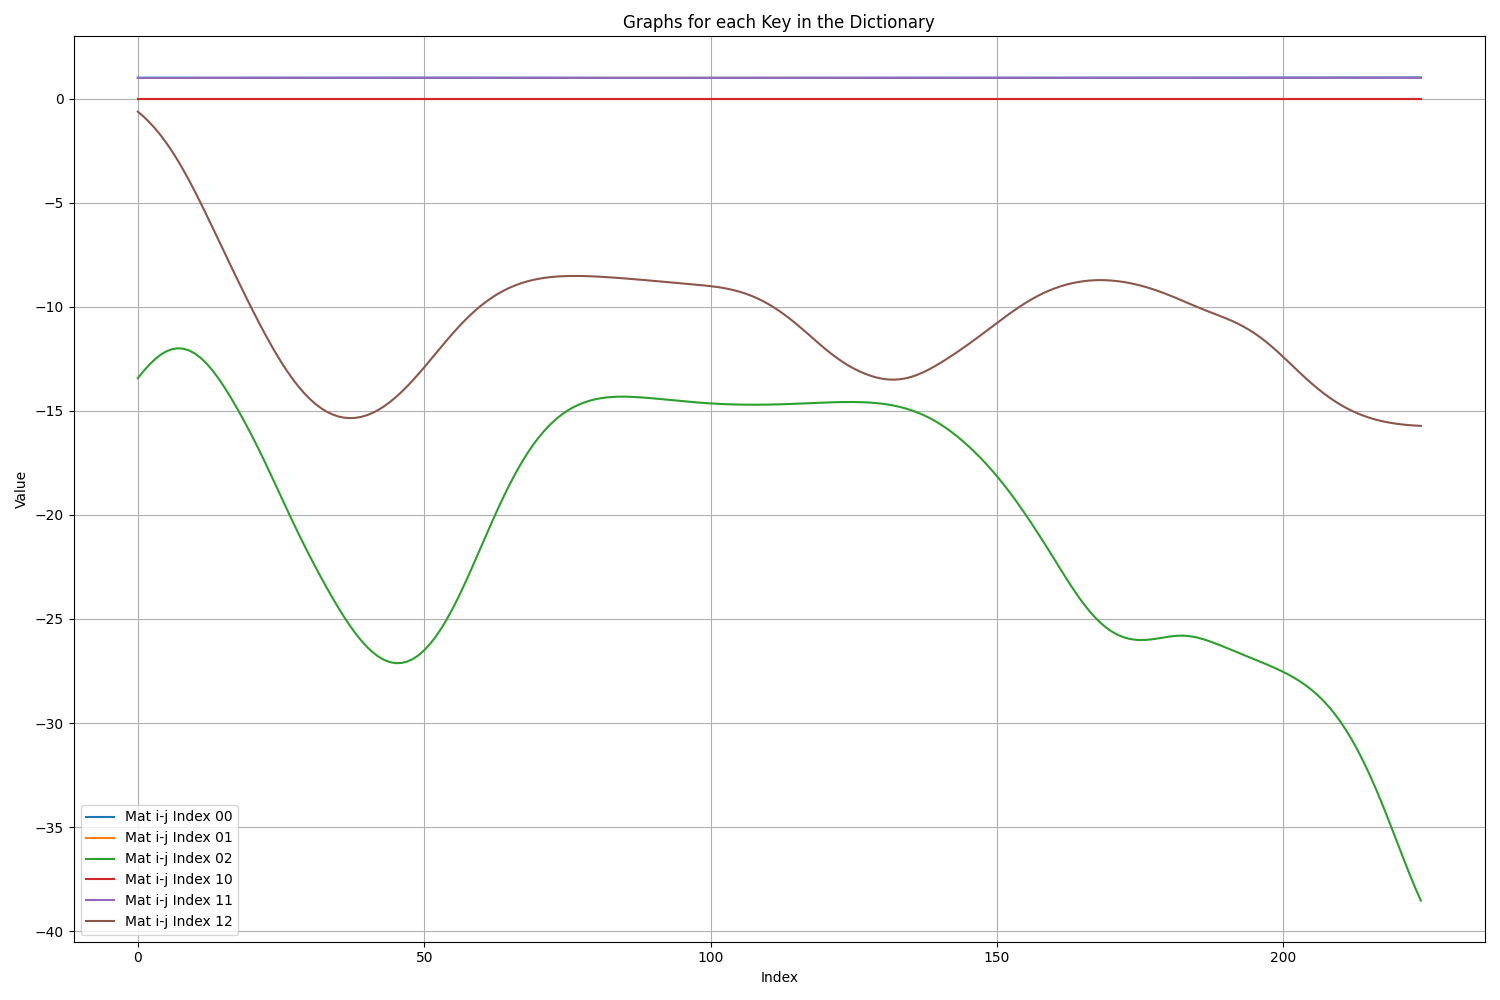 Graphs for each Key in the Dictionary
Value
0
−5
−10
−15
−20
−25
−30
−35
−40
Mat i-j Index 00
Mat i-j Index 01
Mat i-j Index 02
Mat i-j Index 10
Mat i-j Index 11
Mat i-j Index 12
0 50 100 150 200
Index